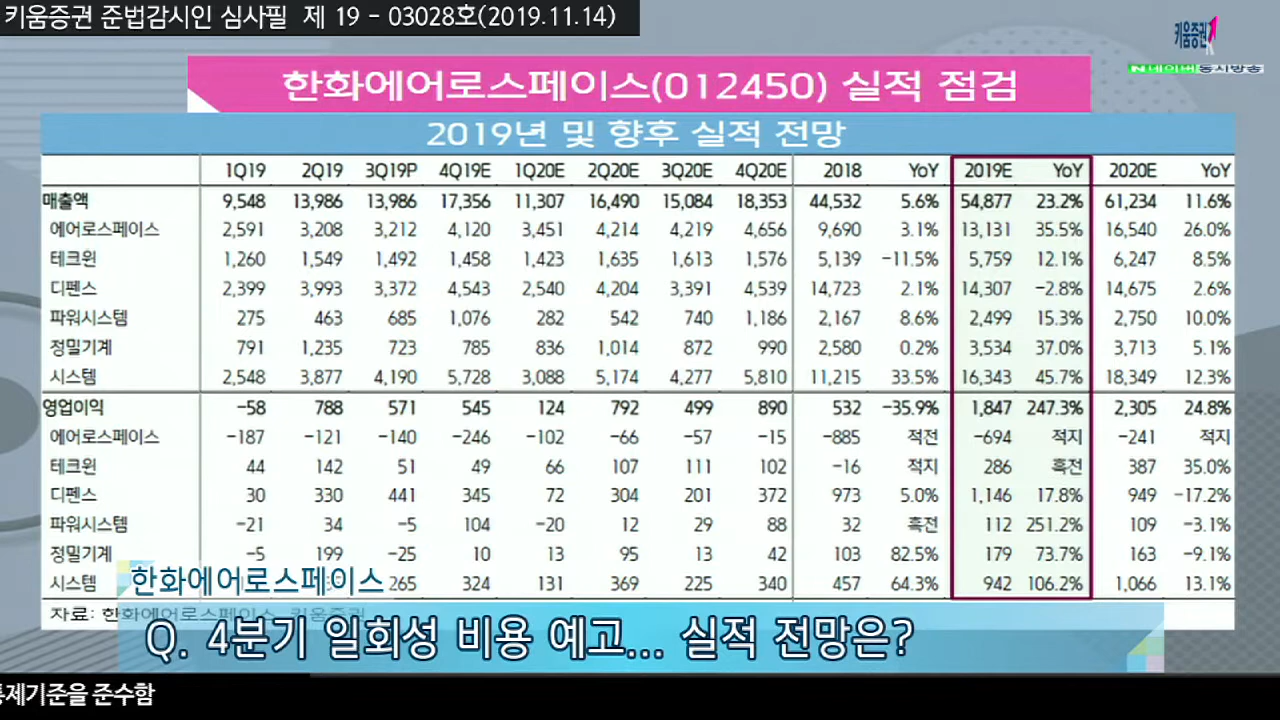 키움증권 준법감시인 심사필 제 19 - 03028호(2019.11.14)
키움증권
한화에어로스페이스(012450) 실적 점검
2019년 및 향후 실적 전망
1Q19 2Q19 3Q19P 4Q19E 1Q20E 2Q20E 3Q20E 4Q20E 2018 YoY 2019E YoY 2020E YoY
매출액 9,548 13,986 13,986 17,356 11,307 16,490 15,084 18,353 44,532 5.6% 54,877 23.2% 61,234 11.6%
에어로스페이스 2,591 3,208 3,212 4,120 3,451 4,214 4,219 4,656 9,690 3.1% 13,131 35.5% 16,540 26.0%
테크윈 1,260 1,549 1,492 1,458 1,423 1,635 1,613 1,576 5,139 -11.5% 5,759 12.1% 6,247 8.5%
디펜스 2,399 3,993 3,372 4,543 2,540 4,204 3,391 4,539 14,723 2.1% 14,307 -2.8% 14,675 2.6%
파워시스템 275 463 685 1,076 282 542 740 1,186 2,167 8.6% 2,499 15.3% 2,750 10.0%
정밀기계 791 1,235 723 785 836 1,014 872 990 2,580 0.2% 3,534 37.0% 3,713 5.1%
시스템 2,548 3,877 4,190 5,728 3,088 5,174 4,277 5,810 11,215 33.5% 16,343 45.7% 18,349 12.3%
영업이익 -58 788 571 545 124 792 499 890 532 -35.9% 1,847 247.3% 2,305 24.8%
에어로스페이스 -187 -121 -140 -246 -102 -66 -57 -15 -885 적전 -694 적지 -241 적지
테크윈 44 142 51 49 66 107 111 102 -16 적지 286 흑전 387 35.0%
디펜스 30 330 441 345 72 304 201 372 973 5.0% 1,146 17.8% 949 -17.2%
파워시스템 -21 34 -5 104 -20 12 29 88 32 흑전 112 251.2% 109 -3.1%
정밀기계 -5 199 -25 10 13 95 13 42 103 82.5% 179 73.7% 163 -9.1%
시스템 265 324 131 369 225 340 457 64.3% 942 106.2% 1,066 13.1%
자료: 한화에어로스페이스, 키움증권
한화에어로스페이스
Q. 4분기 일회성 비용 예고... 실적 전망은?
통제기준을 준수함